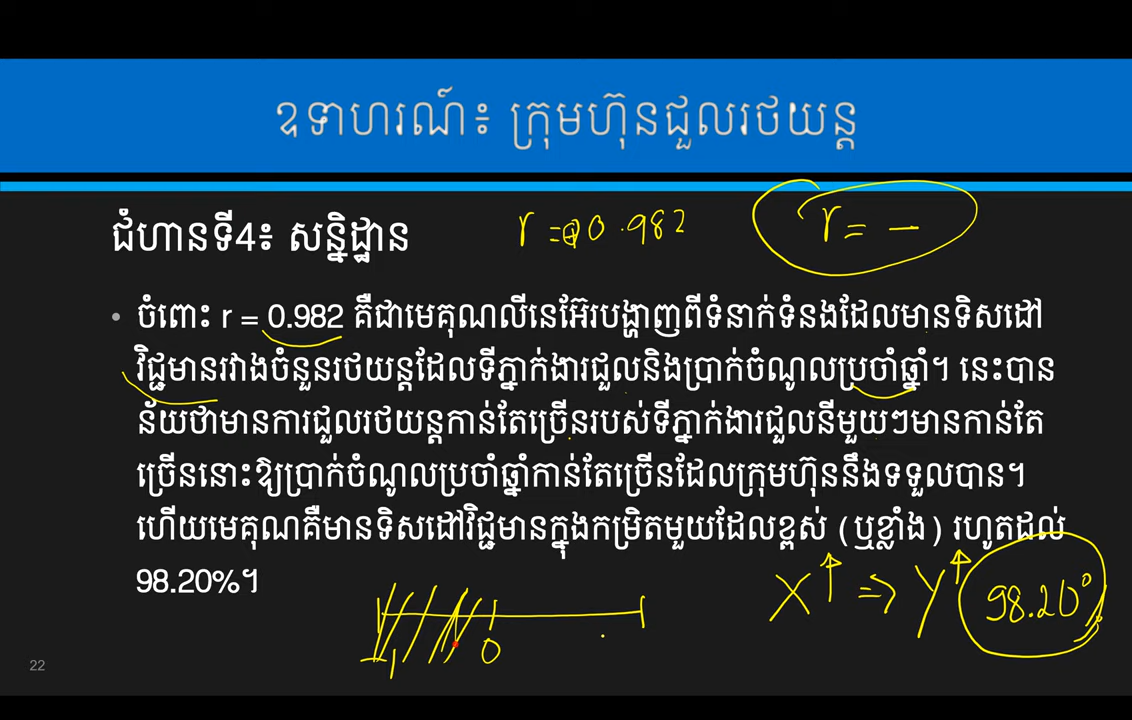 ឧទាហរណ៍៖ ក្រុមហ៊ុនជួលរថយន្ត
ជំហានទី4៖ សន្និដ្ឋាន
r = +0.982
r = -
• ចំពោះ r = 0.982 គឺជាមេគុណលីនេអ៊ែរបង្ហាញពីទំនាក់ទំនងដែលមានទិសដៅ
វិជ្ជមានរវាងចំនួនរថយន្តដែលទីភ្នាក់ងារជួលនិងប្រាក់ចំណូលប្រចាំឆ្នាំ។ នេះបាន
ន័យថាមានការជួលរថយន្តកាន់តែច្រើនរបស់ទីភ្នាក់ងារជួលនីមួយៗមានកាន់តែ
ច្រើននោះឱ្យប្រាក់ចំណូលប្រចាំឆ្នាំកាន់តែច្រើនដែលក្រុមហ៊ុននឹងទទួលបាន។
ហើយមេគុណគឺមានទិសដៅវិជ្ជមានក្នុងកម្រិតមួយដែលខ្ពស់ (ឬខ្លាំង) រហូតដល់
98.20%។
X↑ => Y↑ 98.20%
-1 0
22